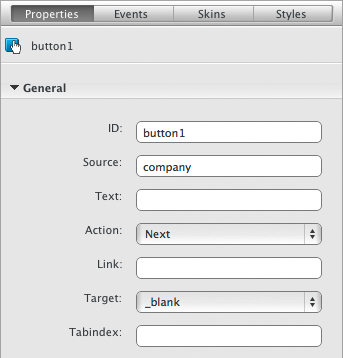 Properties Events Skins Styles
button1
General
ID: button1
Source: company
Text:
Action: Next
Link:
Target: _blank
Tabindex: